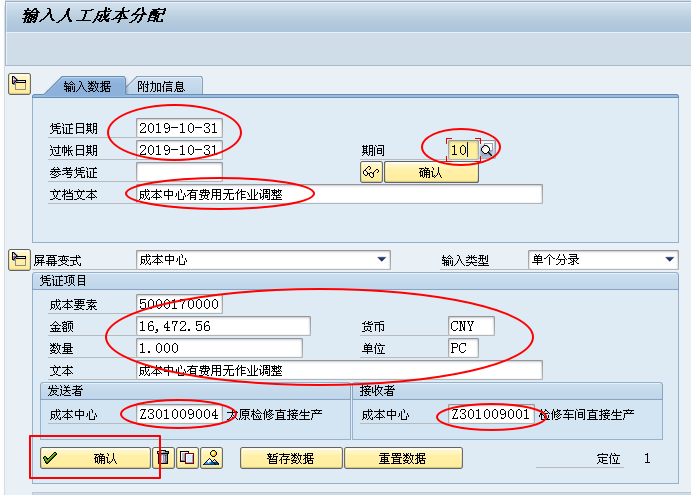 输入人工成本分配
输入数据 附加信息
凭证日期 2019-10-31
过帐日期 2019-10-31 期间 10
参考凭证 确认
文档文本 成本中心有费用无作业调整
屏幕变式 成本中心 输入类型 单个分录
凭证项目
成本要素 5000170000
金额 16,472.56 货币 CNY
数量 1.000 单位 PC
文本 成本中心有费用无作业调整
发送者 接收者
成本中心 Z301009004 太原检修直接生产 成本中心 Z301009001 检修车间直接生产
确认 暂存数据 重置数据 定位 1